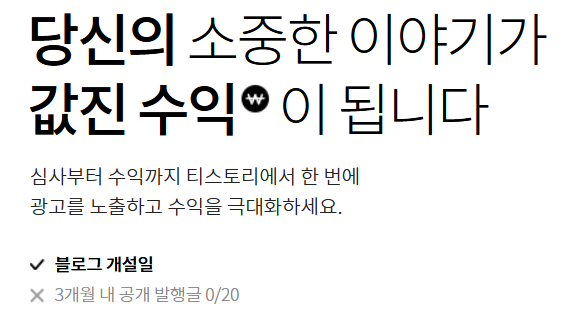 당신의 소중한 이야기가
값진 수익₩이 됩니다
심사부터 수익까지 티스토리에서 한 번에
광고를 노출하고 수익을 극대화하세요.
블로그 개설일
3개월 내 공개 발행글 0/20